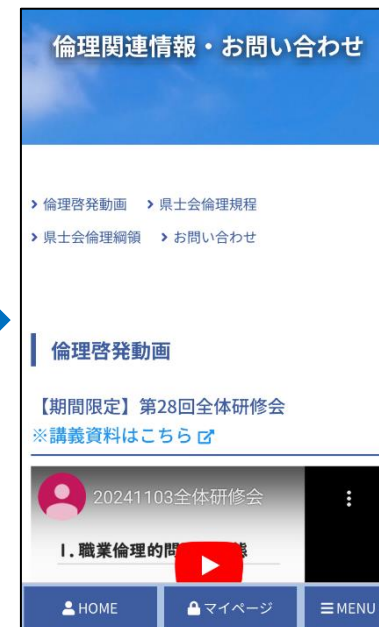 倫理関連情報・お問い合わせ
倫理啓発動画 県士会倫理規程
県士会倫理綱領 お問い合わせ
倫理啓発動画
【期間限定】第28回全体研修会
※講義資料はこちら
20241103全体研修会
Ⅰ.職業倫理的問
HOME マイページ MENU